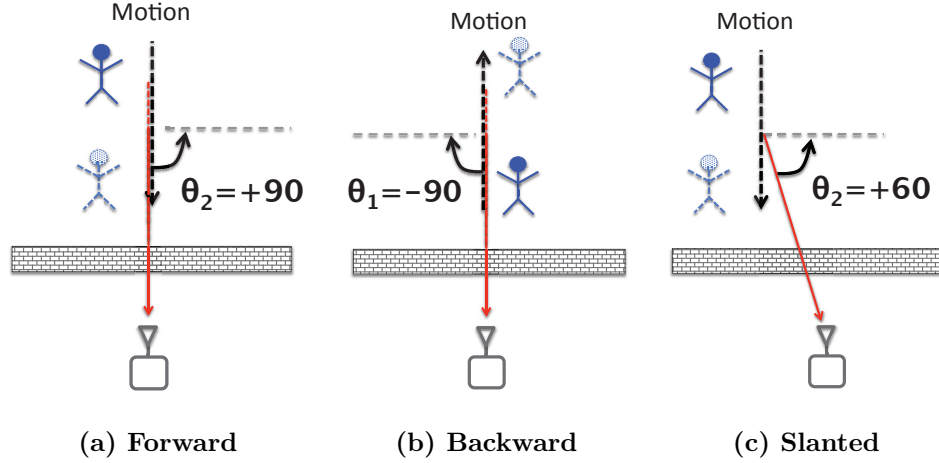 Motion
θ2=+90
(a) Forward
Motion
θ1=−90
(b) Backward
Motion
θ2=+60
(c) Slanted